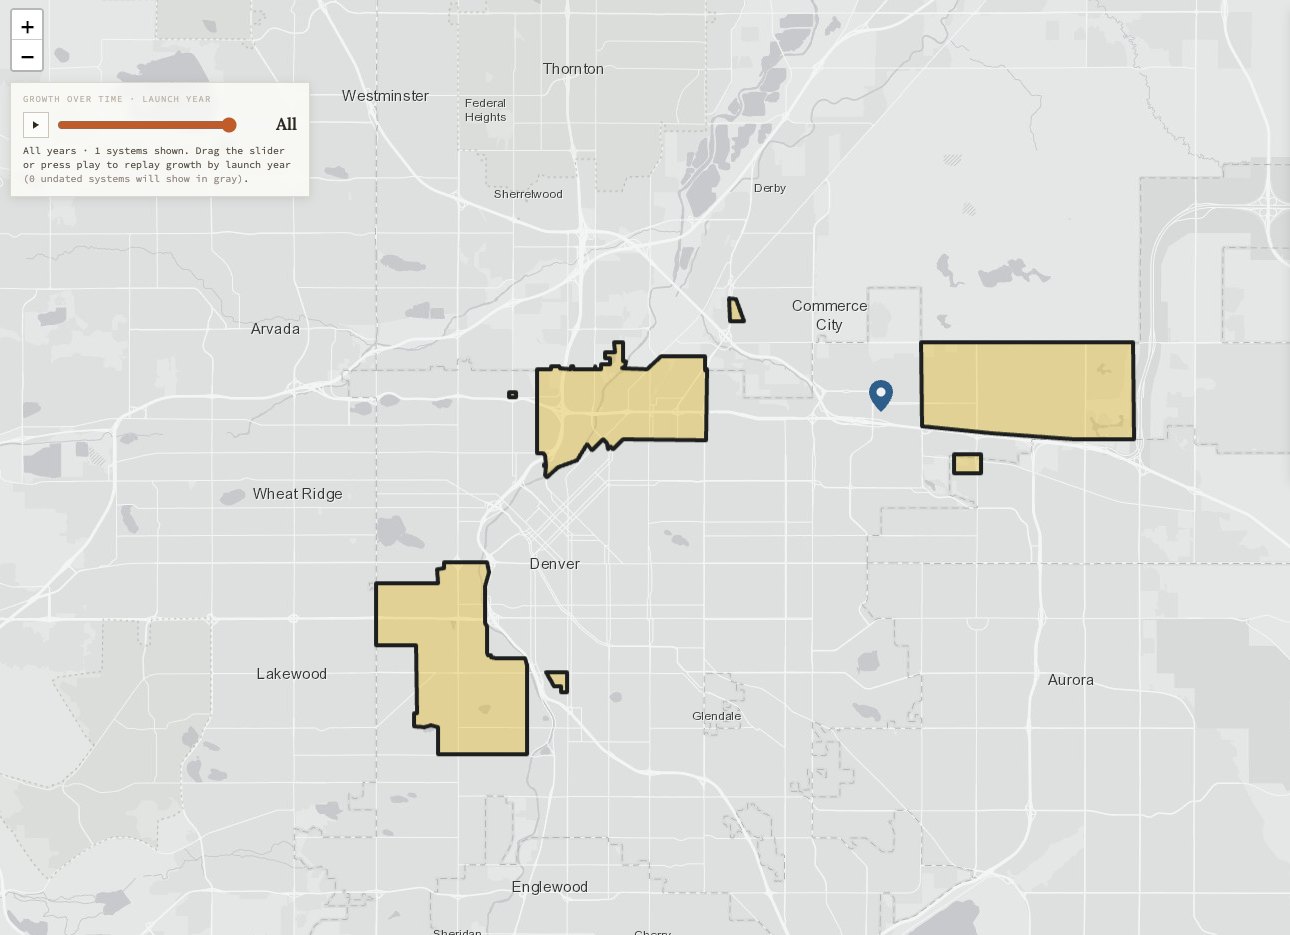 +
−
GROWTH OVER TIME · LAUNCH YEAR
All
All years · 1 systems shown. Drag the slider
or press play to replay growth by launch year
(0 undated systems will show in gray).
Thornton
Westminster
Federal
Heights
Sherrelwood
Derby
Commerce
City
Arvada
Wheat Ridge
Denver
Lakewood
Aurora
Glendale
Englewood
Sheridan
Cherry